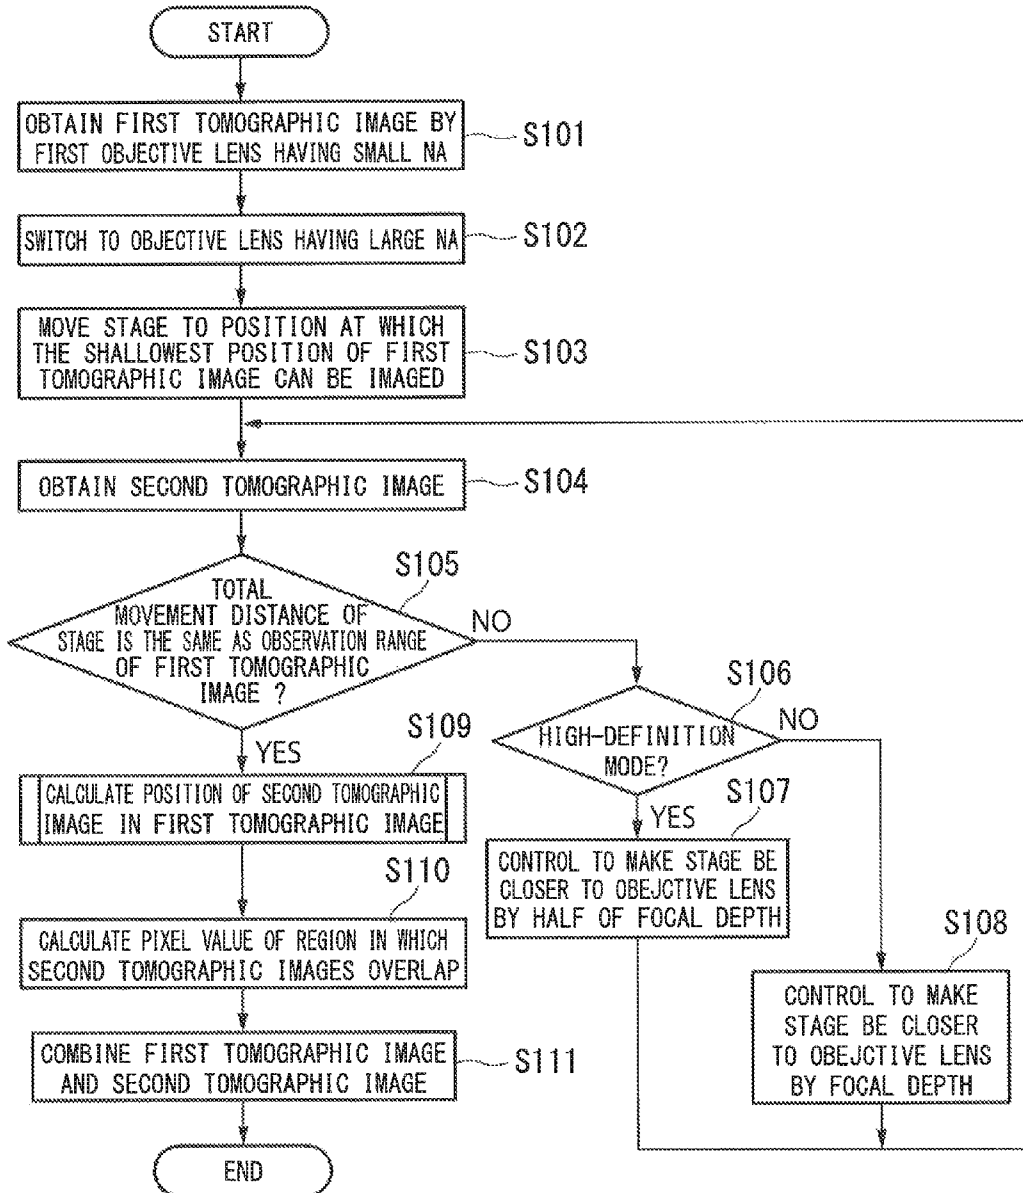 START
OBTAIN FIRST TOMOGRAPHIC IMAGE BY
FIRST OBJECTIVE LENS HAVING SMALL NA
S101
SWITCH TO OBJECTIVE LENS HAVING LARGE NA
S102
MOVE STAGE TO POSITION AT WHICH
THE SHALLOWEST POSITION OF FIRST
TOMOGRAPHIC IMAGE CAN BE IMAGED
S103
OBTAIN SECOND TOMOGRAPHIC IMAGE
S104
S105
TOTAL
MOVEMENT DISTANCE OF
STAGE IS THE SAME AS OBSERVATION RANGE
OF FIRST TOMOGRAPHIC
IMAGE ?
NO
YES
S106
HIGH-DEFINITION
MODE?
NO
YES
S107
CONTROL TO MAKE STAGE BE
CLOSER TO OBEJCTIVE LENS
BY HALF OF FOCAL DEPTH
S108
CONTROL TO MAKE
STAGE BE CLOSER
TO OBEJCTIVE LENS
BY FOCAL DEPTH
S109
CALCULATE POSITION OF SECOND TOMOGRAPHIC
IMAGE IN FIRST TOMOGRAPHIC IMAGE
S110
CALCULATE PIXEL VALUE OF REGION IN WHICH
SECOND TOMOGRAPHIC IMAGES OVERLAP
COMBINE FIRST TOMOGRAPHIC IMAGE
AND SECOND TOMOGRAPHIC IMAGE
S111
END